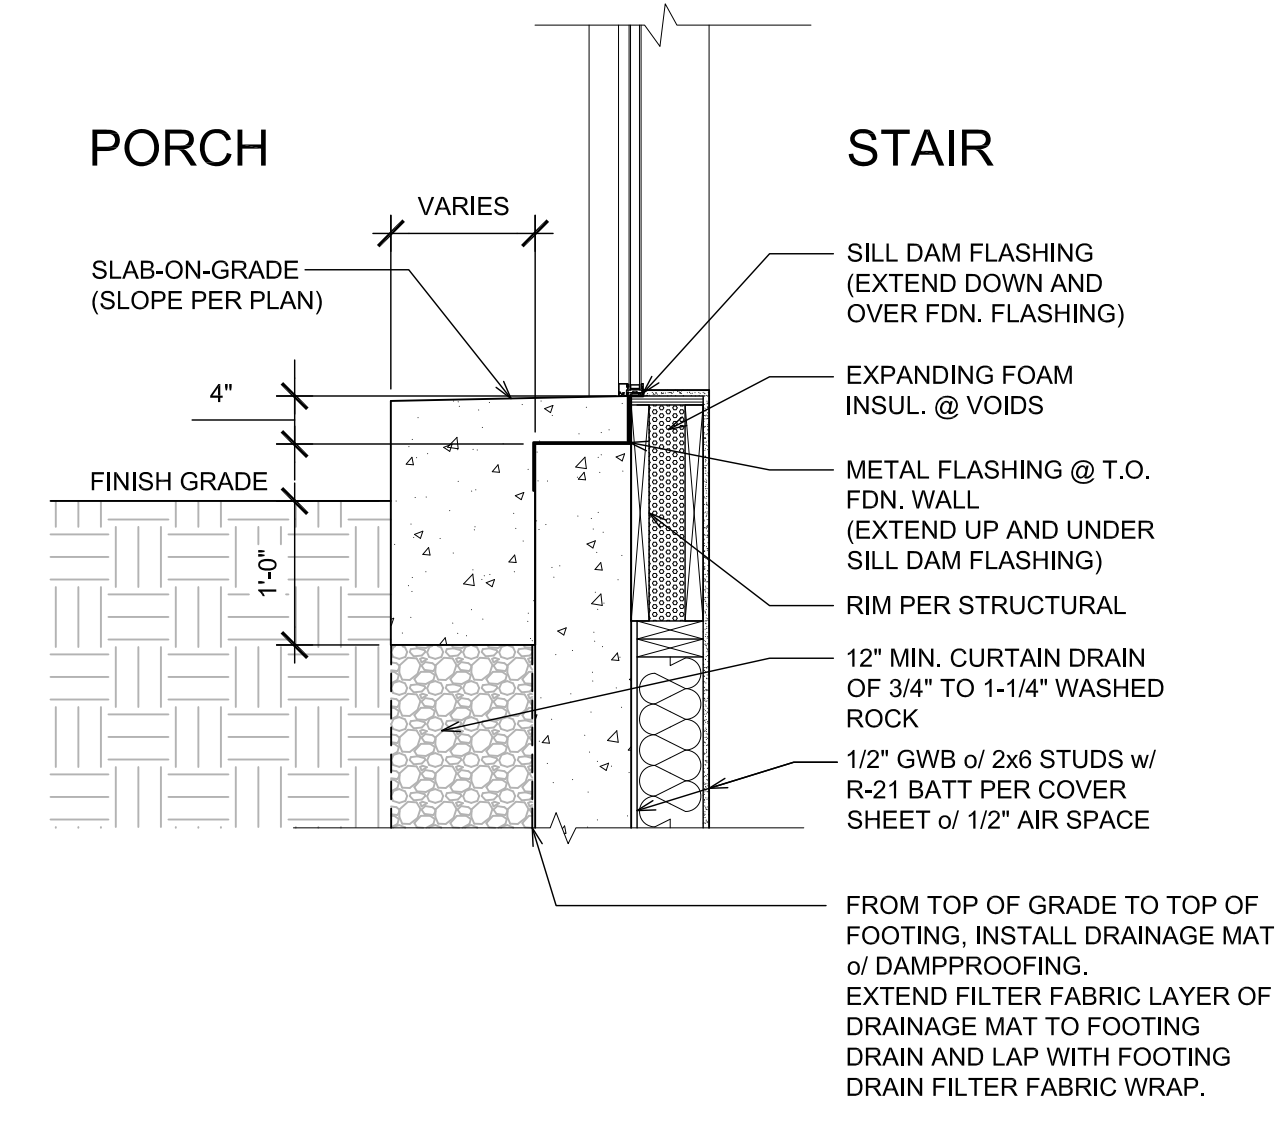 PORCH
STAIR
VARIES
SLAB-ON-GRADE
(SLOPE PER PLAN)
4"
FINISH GRADE
1'-0"
SILL DAM FLASHING
(EXTEND DOWN AND
OVER FDN. FLASHING)
EXPANDING FOAM
INSUL. @ VOIDS
METAL FLASHING @ T.O.
FDN. WALL
(EXTEND UP AND UNDER
SILL DAM FLASHING)
RIM PER STRUCTURAL
12" MIN. CURTAIN DRAIN
OF 3/4" TO 1-1/4" WASHED
ROCK
1/2" GWB o/ 2x6 STUDS w/
R-21 BATT PER COVER
SHEET o/ 1/2" AIR SPACE
FROM TOP OF GRADE TO TOP OF
FOOTING, INSTALL DRAINAGE MAT
o/ DAMPPROOFING.
EXTEND FILTER FABRIC LAYER OF
DRAINAGE MAT TO FOOTING
DRAIN AND LAP WITH FOOTING
DRAIN FILTER FABRIC WRAP.